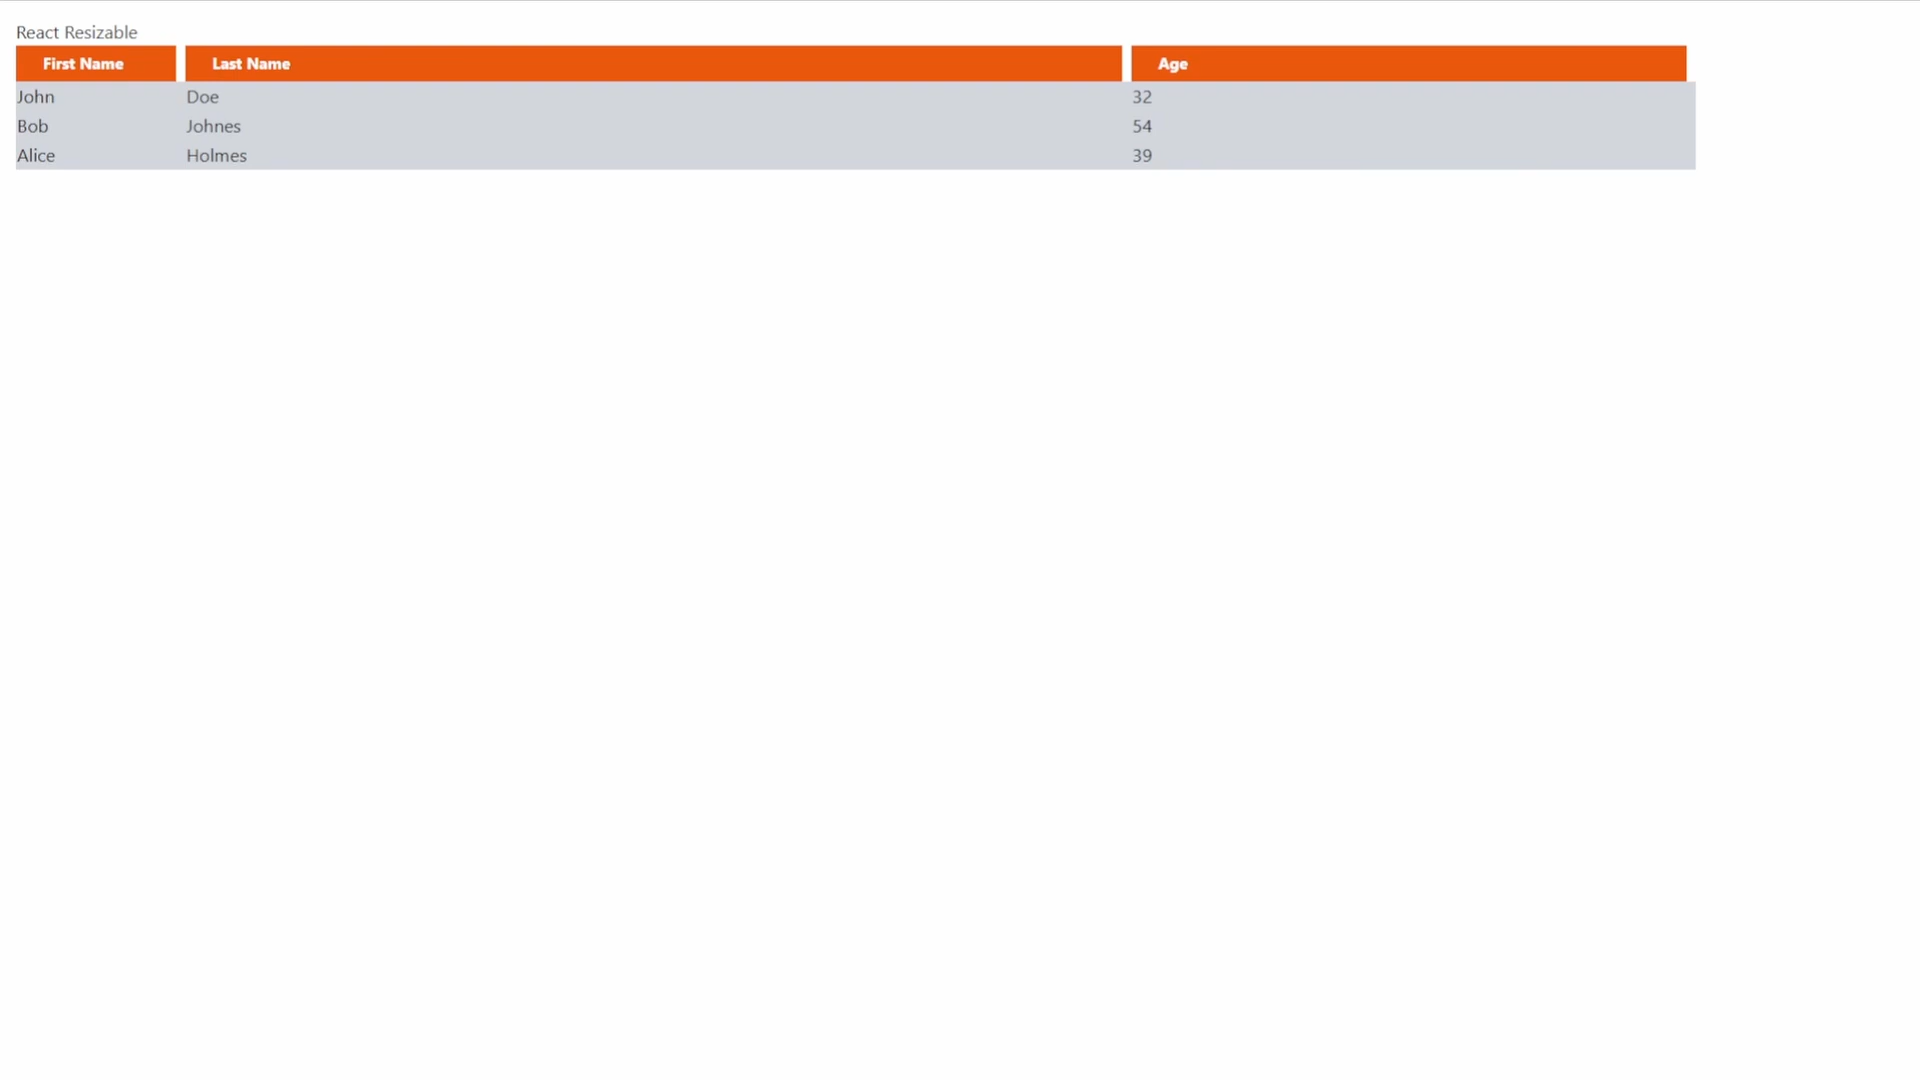 React Resizable
First Name Last Name Age
John Doe 32
Bob Johnes 54
Alice Holmes 39